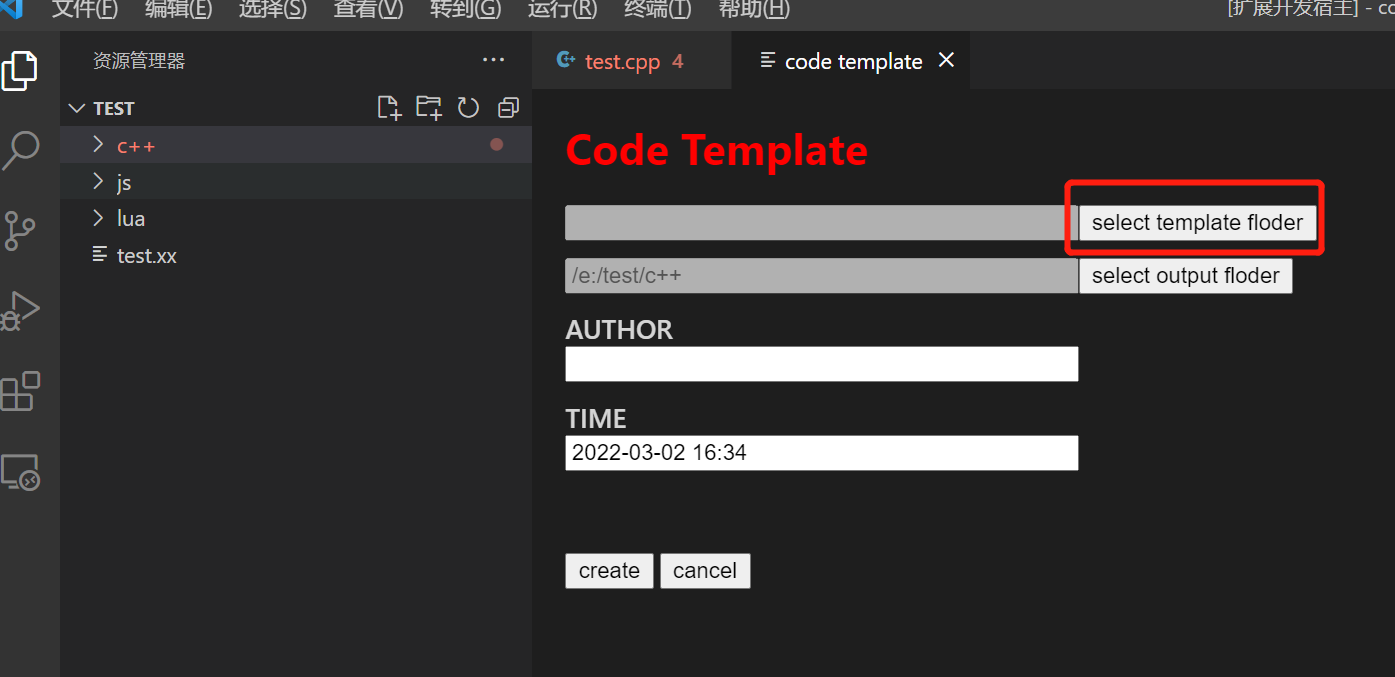 文件(F) 编辑(E) 选择(S) 查看(V) 转到(G) 运行(R) 终端(T) 帮助(H) [扩展开发宿主] - co
资源管理器 ···
test.cpp 4 code template
TEST
c++
js
lua
test.xx
Code Template
select template floder
/e:/test/c++ select output floder
AUTHOR
TIME
2022-03-02 16:34
create cancel